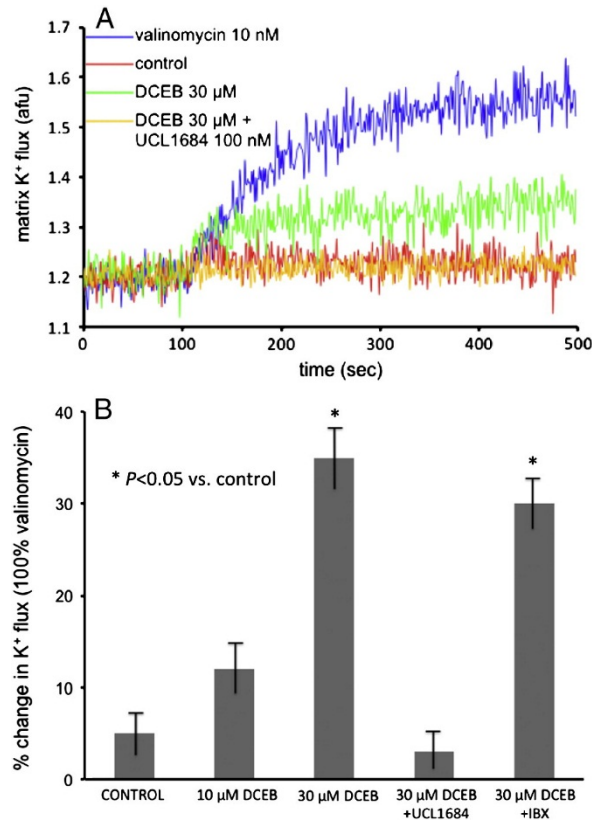 A
valinomycin 10 nM
control
DCEB 30 µM
DCEB 30 µM +
UCL1684 100 nM
matrix K⁺ flux (afu)
1.7
1.6
1.5
1.4
1.3
1.2
1.1
0
100
200
300
400
500
time (sec)
B
* P<0.05 vs. control
*
*
% change in K⁺ flux (100% valinomycin)
40
30
20
10
0
CONTROL
10 µM DCEB
30 µM DCEB
30 µM DCEB
+UCL1684
30 µM DCEB
+IBX